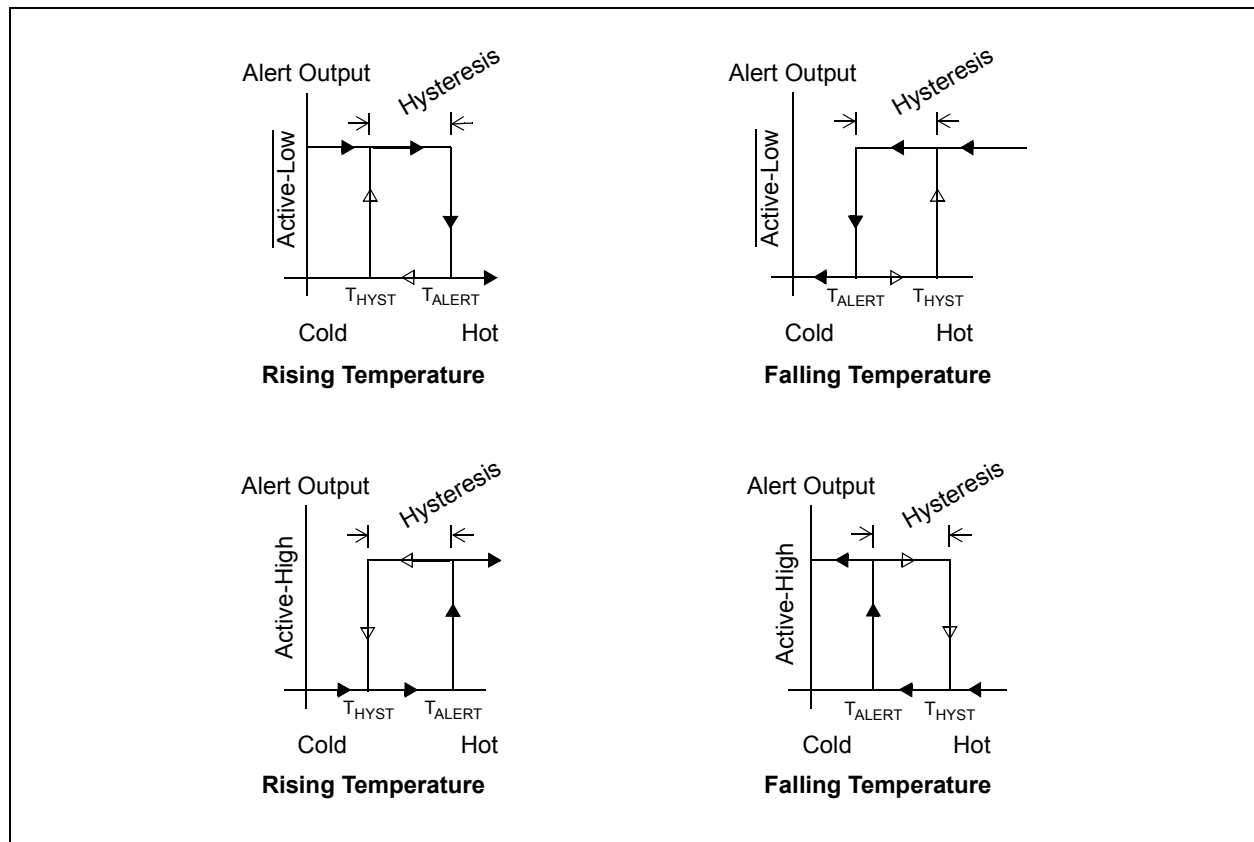 Alert Output
Hysteresis
Active-Low
THYST
TALERT
Cold
Hot
Rising Temperature
Alert Output
Hysteresis
Active-Low
TALERT
THYST
Cold
Hot
Falling Temperature
Alert Output
Hysteresis
Active-High
THYST
TALERT
Cold
Hot
Rising Temperature
Alert Output
Hysteresis
Active-High
TALERT
THYST
Cold
Hot
Falling Temperature